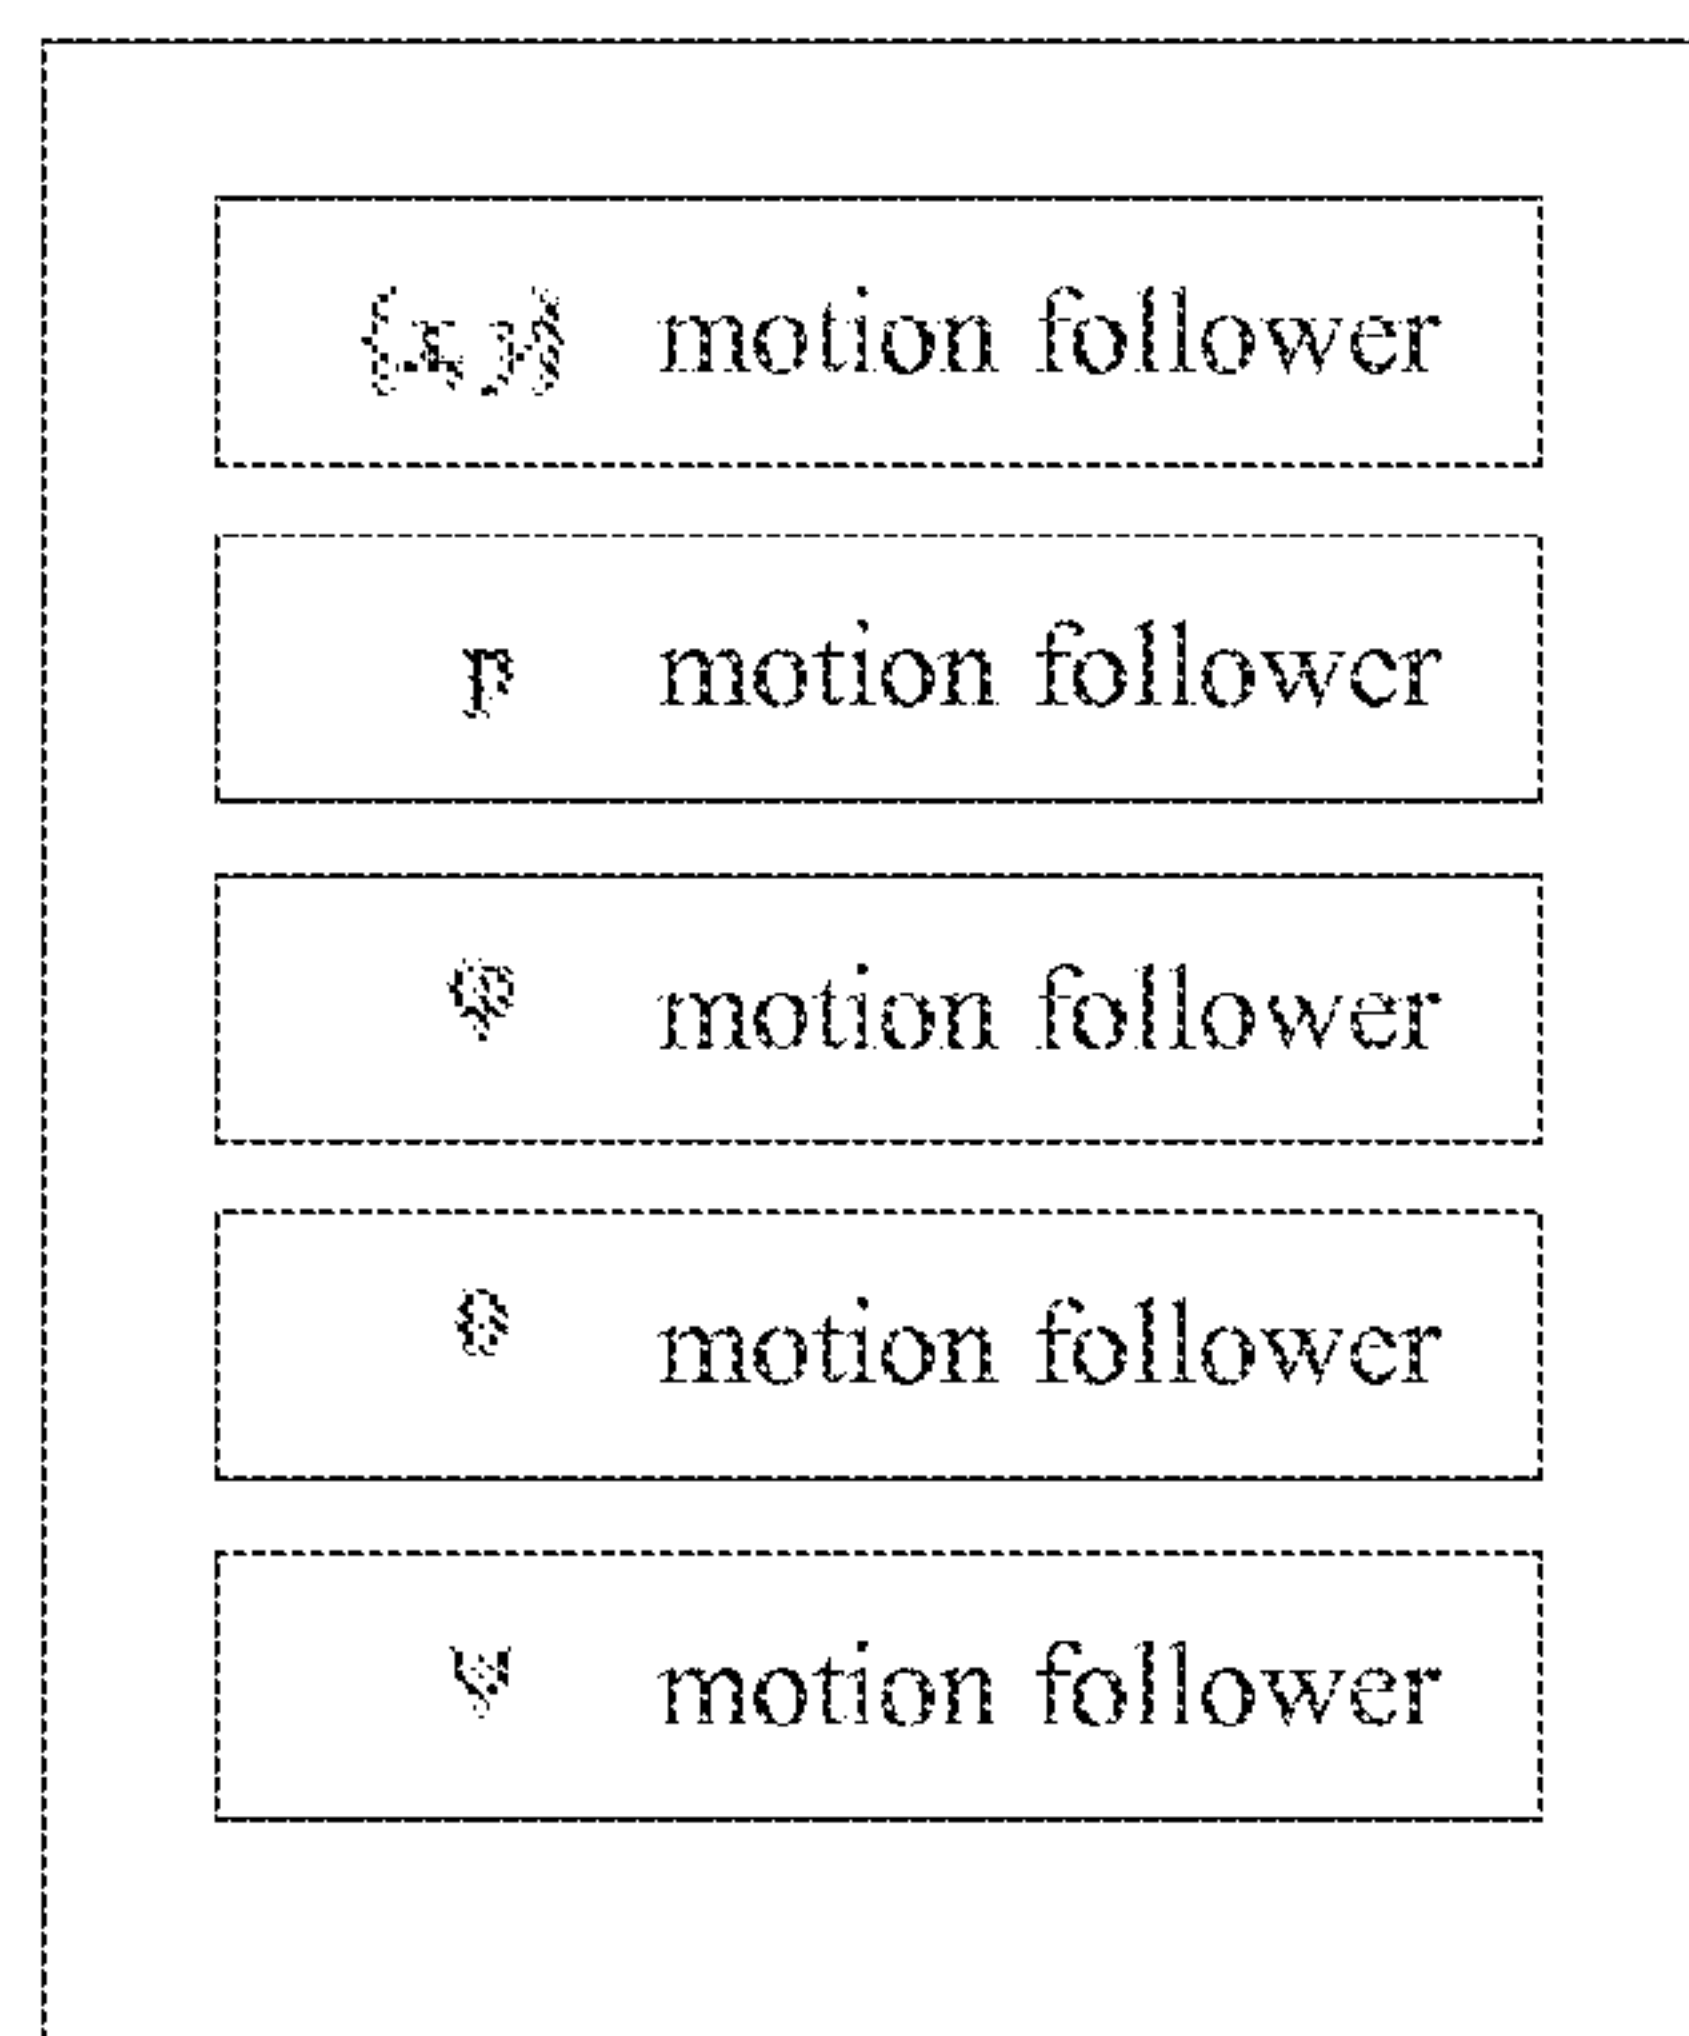 {x, y} motion follower
p motion follower
φ motion follower
θ motion follower
motion follower